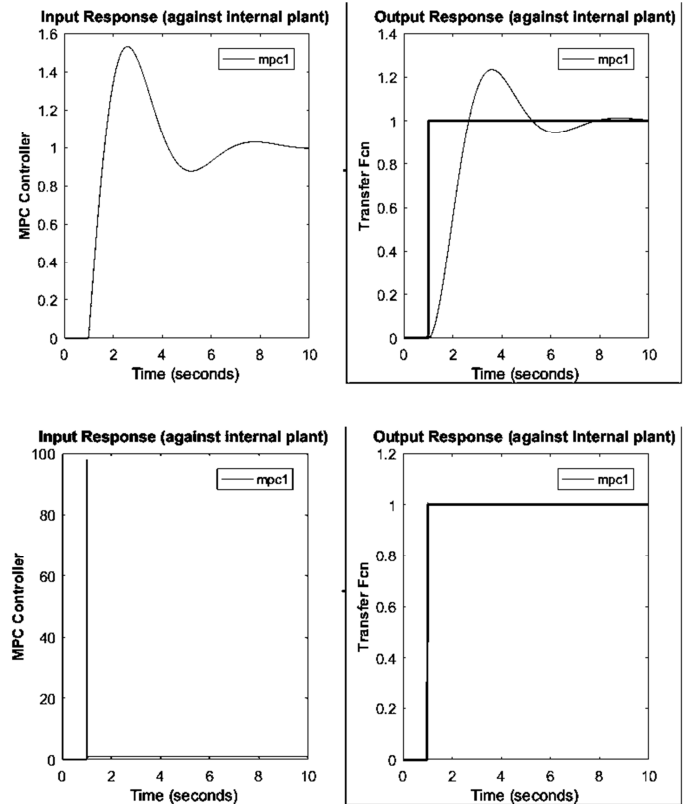 Input Response (against internal plant)
mpc1
MPC Controller
1.6
1.4
1.2
1
0.8
0.6
0.4
0.2
0
0 2 4 6 8 10
Time (seconds)
Output Response (against internal plant)
mpc1
Transfer Fcn
1.4
1.2
1
0.8
0.6
0.4
0.2
0
0 2 4 6 8 10
Time (seconds)
Input Response (against internal plant)
mpc1
MPC Controller
100
80
60
40
20
0
0 2 4 6 8 10
Time (seconds)
Output Response (against Internal plant)
mpc1
Transfer Fcn
1.2
1
0.8
0.6
0.4
0.2
0
0 2 4 6 8 10
Time (seconds)